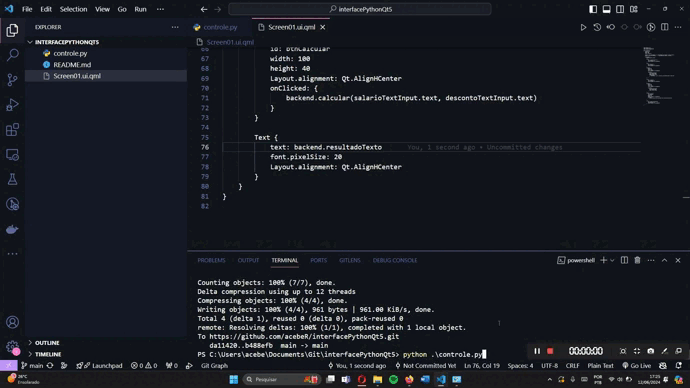 File Edit Selection View Go Run ···
interfacePythonQt5
EXPLORER ···
INTERFACEPYTHONQT5
controle.py
README.md
Screen01.ui.qml
OUTLINE
TIMELINE
controle.py
Screen01.ui.qml ×
Screen01.ui.qml
66 id: btnCalcular
67 width: 100
68 height: 40
69 Layout.alignment: Qt.AlignHCenter
70 onClicked: {
71 backend.calcular(salarioTextInput.text, descontoTextInput.text)
72 }
73 }
74
75 Text {
76 text: backend.resultadoTexto You, 1 second ago • Uncommitted changes
77 font.pixelSize: 20
78 Layout.alignment: Qt.AlignHCenter
79 }
80 }
81 }
82
PROBLEMS OUTPUT TERMINAL PORTS GITLENS DEBUG CONSOLE
powershell
Counting objects: 100% (7/7), done.
Delta compression using up to 12 threads
Compressing objects: 100% (4/4), done.
Writing objects: 100% (4/4), 961 bytes | 961.00 KiB/s, done.
Total 4 (delta 1), reused 0 (delta 0), pack-reused 0
remote: Resolving deltas: 100% (1/1), completed with 1 local object.
To https://github.com/acebeR/interfacePythonQt5.git
da11420..b488efb main -> main
PS C:\Users\acebe\Documents\Git\interfacePythonQt5> python .\controle.py
00:00:00
main Launchpad 0 0 0 Git Graph
You, 1 second ago Not Committed Yet Ln 76, Col 19 Spaces: 4 UTF-8 CRLF Plain Text Go Live
26°C
Ensolarado
Pesquisar
POR
17:25
12/06/2024